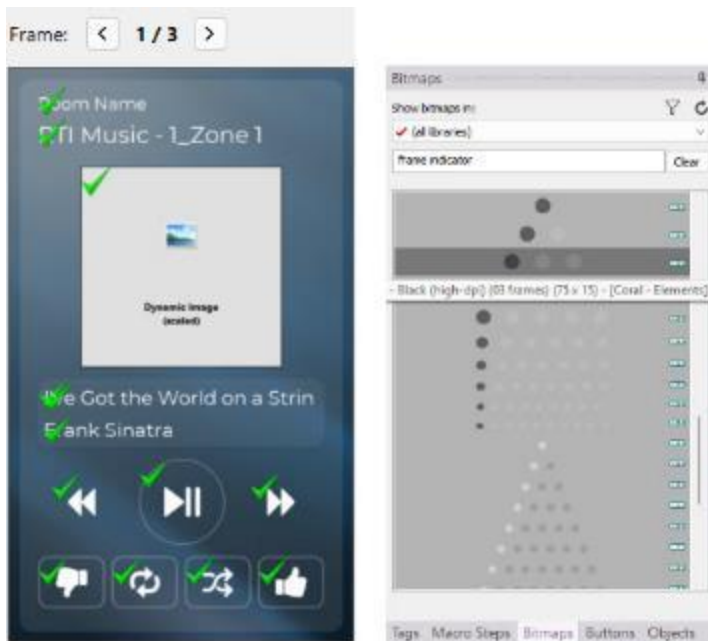 Frame: < 1 / 3 >
Room Name
RTI Music - 1_Zone 1
Dynamic Image
(scaled)
I've Got the World on a Strin
Frank Sinatra
Bitmaps
Show bitmaps in:
(all libraries)
frame indicator
Clear
- Black (high-dpi) (03 frames) (75 x 15) - [Coral - Elements]
Tags Macro Steps Bitmaps Buttons Objects